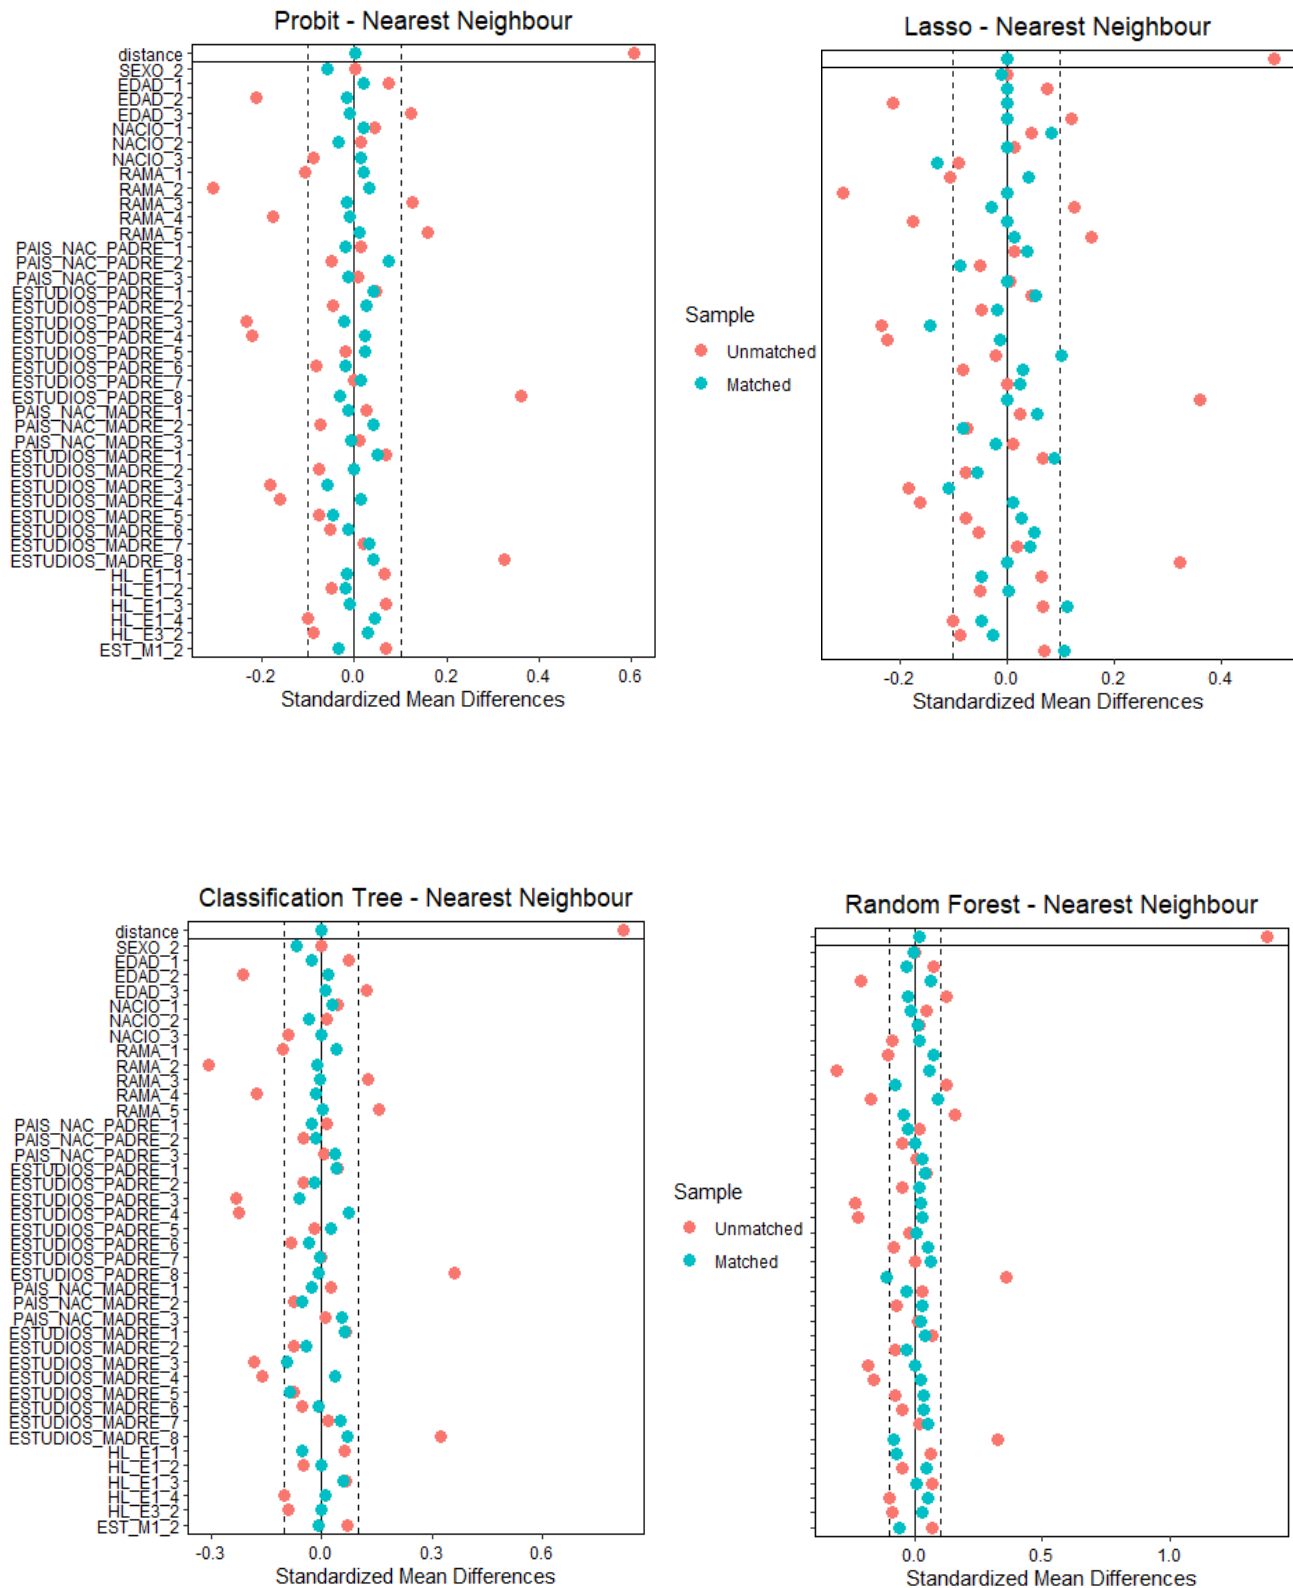 Probit - Nearest Neighbour
distance
SEXO_2
EDAD_1
EDAD_2
EDAD_3
NACIO_1
NACIO_2
NACIO_3
RAMA_1
RAMA_2
RAMA_3
RAMA_4
RAMA_5
PAIS_NAC_PADRE_1
PAIS_NAC_PADRE_2
PAIS_NAC_PADRE_3
ESTUDIOS_PADRE_1
ESTUDIOS_PADRE_2
ESTUDIOS_PADRE_3
ESTUDIOS_PADRE_4
ESTUDIOS_PADRE_5
ESTUDIOS_PADRE_6
ESTUDIOS_PADRE_7
ESTUDIOS_PADRE_8
PAIS_NAC_MADRE_1
PAIS_NAC_MADRE_2
PAIS_NAC_MADRE_3
ESTUDIOS_MADRE_1
ESTUDIOS_MADRE_2
ESTUDIOS_MADRE_3
ESTUDIOS_MADRE_4
ESTUDIOS_MADRE_5
ESTUDIOS_MADRE_6
ESTUDIOS_MADRE_7
ESTUDIOS_MADRE_8
HL_E1_1
HL_E1_2
HL_E1_3
HL_E1_4
HL_E3_2
EST_M1_2
-0.2 0.0 0.2 0.4 0.6
Standardized Mean Differences
Sample
Unmatched
Matched
Lasso - Nearest Neighbour
-0.2 0.0 0.2 0.4
Standardized Mean Differences
Classification Tree - Nearest Neighbour
distance
SEXO_2
EDAD_1
EDAD_2
EDAD_3
NACIO_1
NACIO_2
NACIO_3
RAMA_1
RAMA_2
RAMA_3
RAMA_4
RAMA_5
PAIS_NAC_PADRE_1
PAIS_NAC_PADRE_2
PAIS_NAC_PADRE_3
ESTUDIOS_PADRE_1
ESTUDIOS_PADRE_2
ESTUDIOS_PADRE_3
ESTUDIOS_PADRE_4
ESTUDIOS_PADRE_5
ESTUDIOS_PADRE_6
ESTUDIOS_PADRE_7
ESTUDIOS_PADRE_8
PAIS_NAC_MADRE_1
PAIS_NAC_MADRE_2
PAIS_NAC_MADRE_3
ESTUDIOS_MADRE_1
ESTUDIOS_MADRE_2
ESTUDIOS_MADRE_3
ESTUDIOS_MADRE_4
ESTUDIOS_MADRE_5
ESTUDIOS_MADRE_6
ESTUDIOS_MADRE_7
ESTUDIOS_MADRE_8
HL_E1_1
HL_E1_2
HL_E1_3
HL_E1_4
HL_E3_2
EST_M1_2
-0.3 0.0 0.3 0.6
Standardized Mean Differences
Sample
Unmatched
Matched
Random Forest - Nearest Neighbour
0.0 0.5 1.0
Standardized Mean Differences